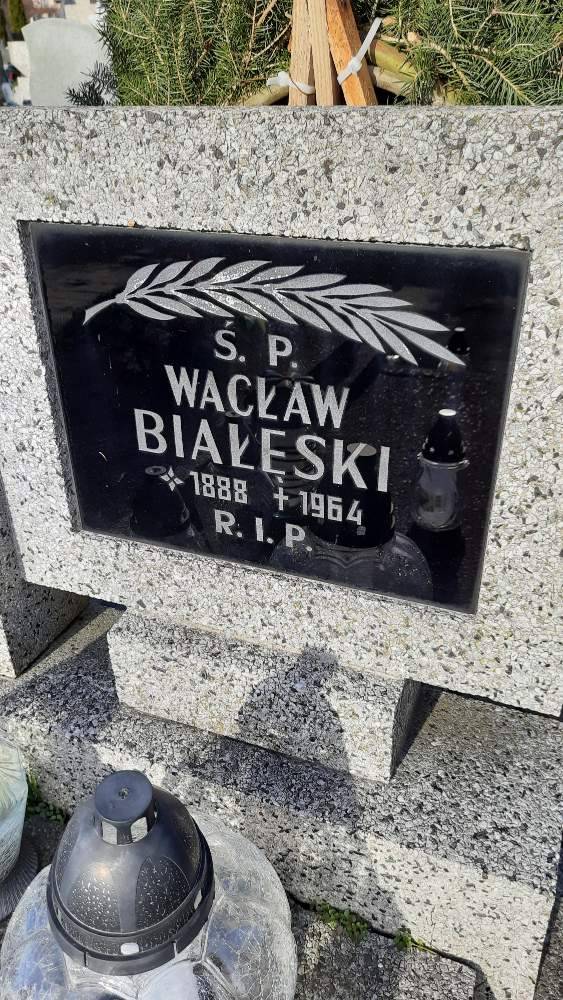 Ś. P.
WACŁAW
BIAŁESKI
* 1888 † 1964
R. I. P.